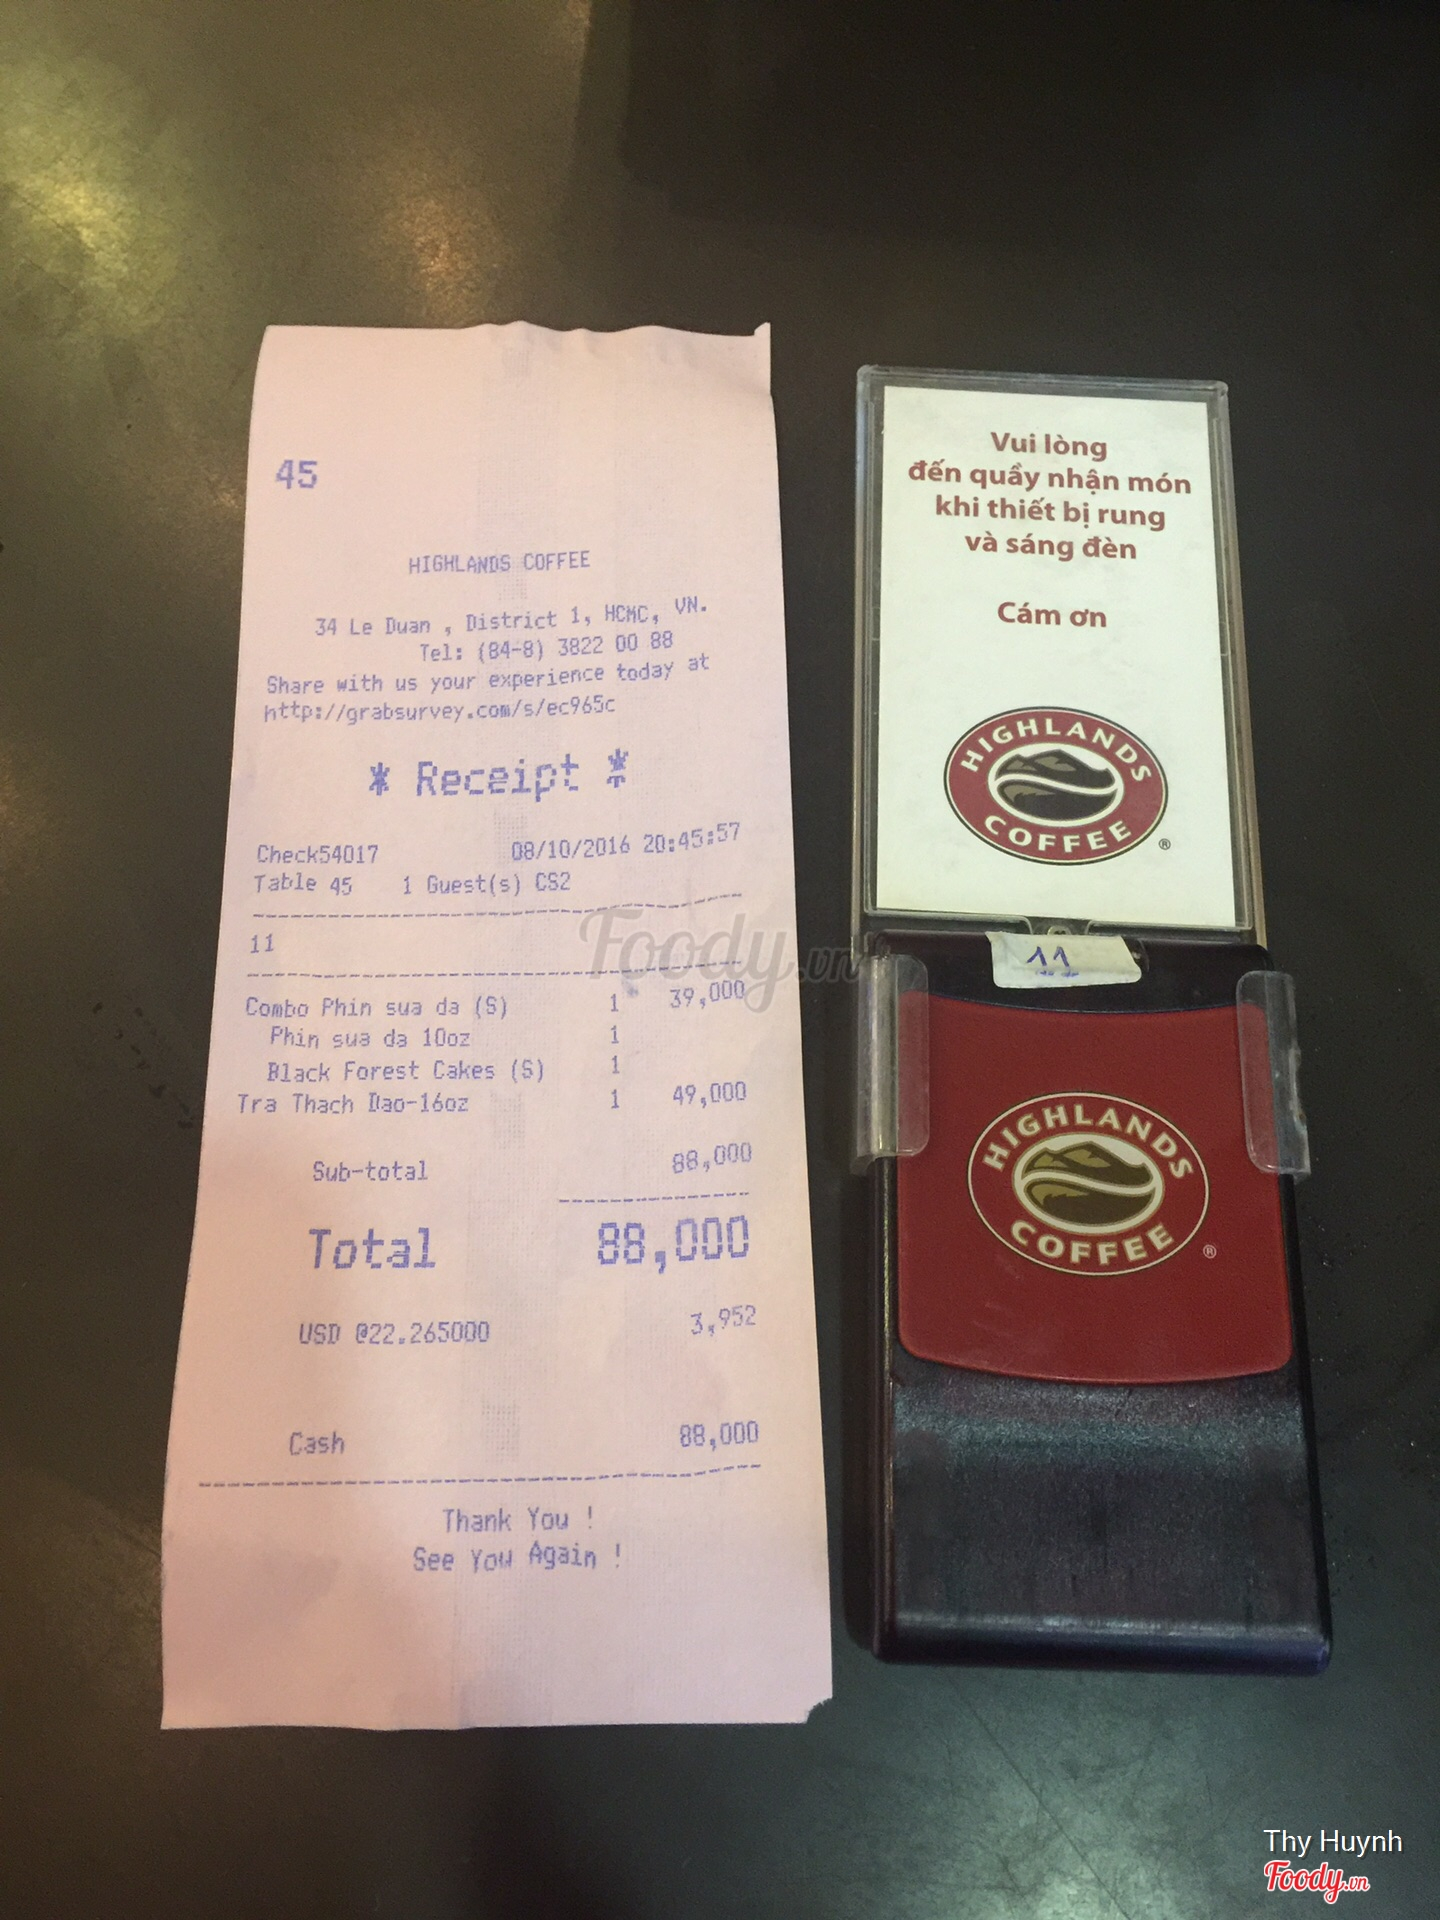 45
HIGHLANDS COFFEE
34 Le Duan , District 1, HCMC, VN.
Tel: (84-8) 3822 00 88
Share with us your experience today at
http://grabsurvey.com/s/ec965c
* Receipt *
Check54017 08/10/2016 20:45:57
Table 45 1 Guest(s) CS2
11
Combo Phin sua da (S) 1 39,000
Phin sua da 10oz 1
Black Forest Cakes (S) 1
Tra Thach Dao-16oz 1 49,000
Sub-total 88,000
Total 88,000
USD @22.265000 3,952
Cash 88,000
Thank You !
See You Again !
Vui lòng
đến quầy nhận món
khi thiết bị rung
và sáng đèn
Cám ơn
HIGHLANDS
COFFEE
®
11
HIGHLANDS
COFFEE
®
Foody.vn
Thy Huynh
Foody.vn